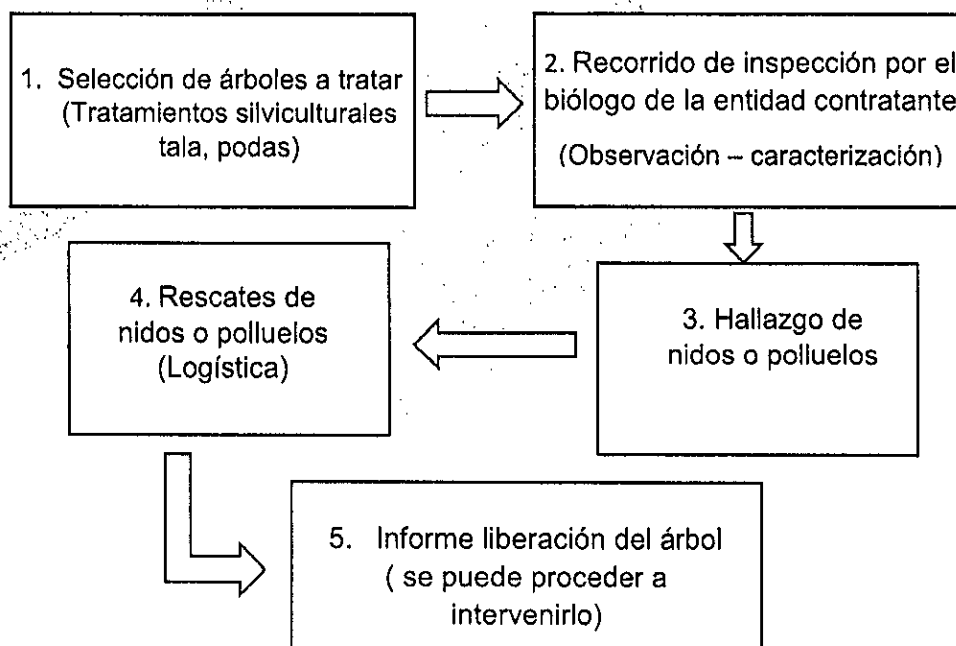 1. Selección de árboles a tratar
(Tratamientos silviculturales
tala, podas)
2. Recorrido de inspección por el
biólogo de la entidad contratante
(Observación – caracterización)
3. Hallazgo de
nidos o polluelos
4. Rescates de
nidos o polluelos
(Logística)
5. Informe liberación del árbol
( se puede proceder a
intervenirlo)